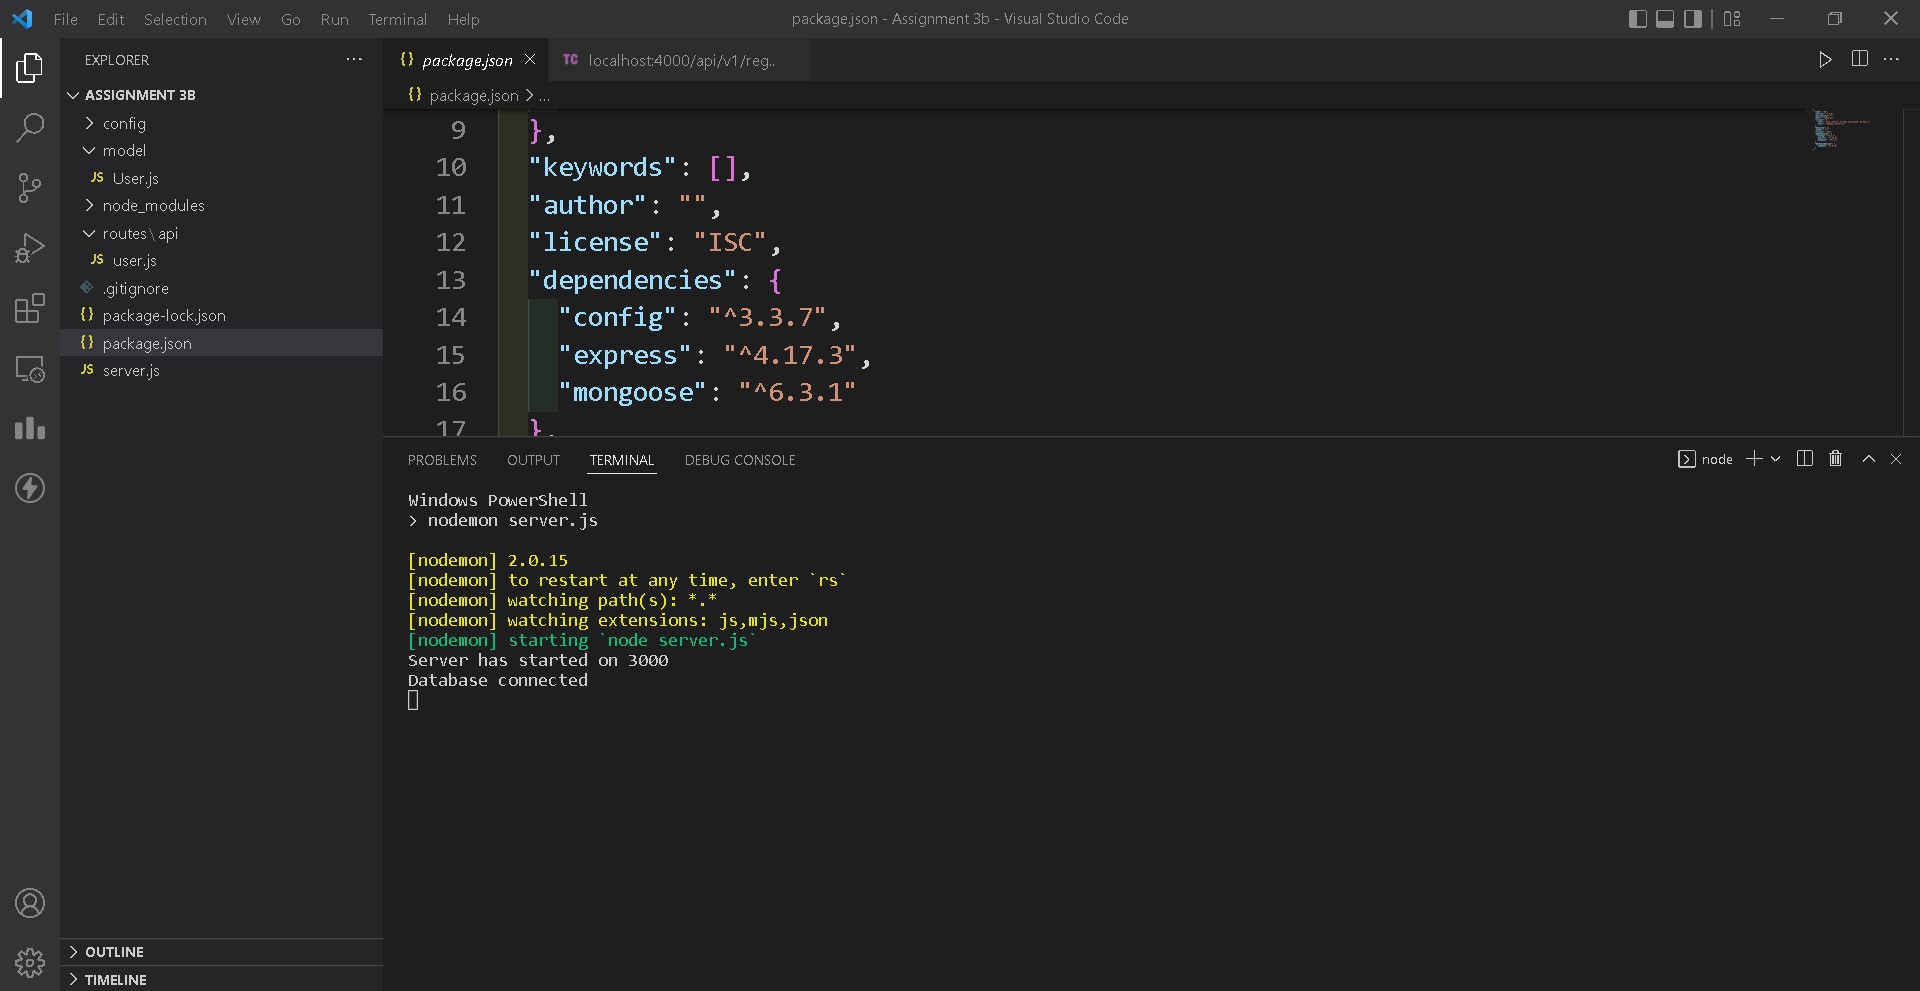 File Edit Selection View Go Run Terminal Help
package.json - Assignment 3b - Visual Studio Code
EXPLORER
ASSIGNMENT 3B
config
model
JS User.js
node_modules
routes\api
JS user.js
.gitignore
{} package-lock.json
{} package.json
JS server.js
OUTLINE
TIMELINE
{} package.json
TC localhost:4000/api/v1/reg..
{} package.json > ...
9 },
10 "keywords": [],
11 "author": "",
12 "license": "ISC",
13 "dependencies": {
14 "config": "^3.3.7",
15 "express": "^4.17.3",
16 "mongoose": "^6.3.1"
17 },
PROBLEMS OUTPUT TERMINAL DEBUG CONSOLE
node
Windows PowerShell
> nodemon server.js
[nodemon] 2.0.15
[nodemon] to restart at any time, enter `rs`
[nodemon] watching path(s): *.*
[nodemon] watching extensions: js,mjs,json
[nodemon] starting `node server.js`
Server has started on 3000
Database connected